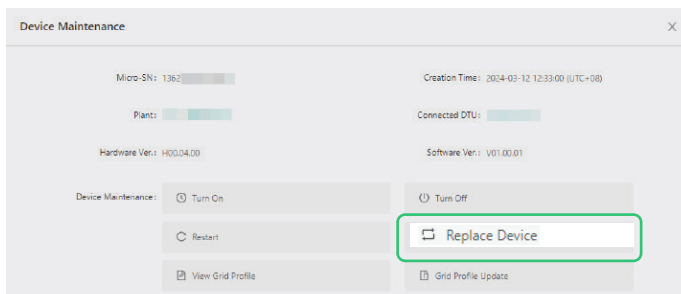 Device Maintenance X
Micro-SN: 1362 Creation Time: 2024-03-12 12:33:00 (UTC+08)
Plant: Connected DTU:
Hardware Ver.: H00.04.00 Software Ver.: V01.00.01
Device Maintenance: Turn On Turn Off
Restart Replace Device
View Grid Profile Grid Profile Update